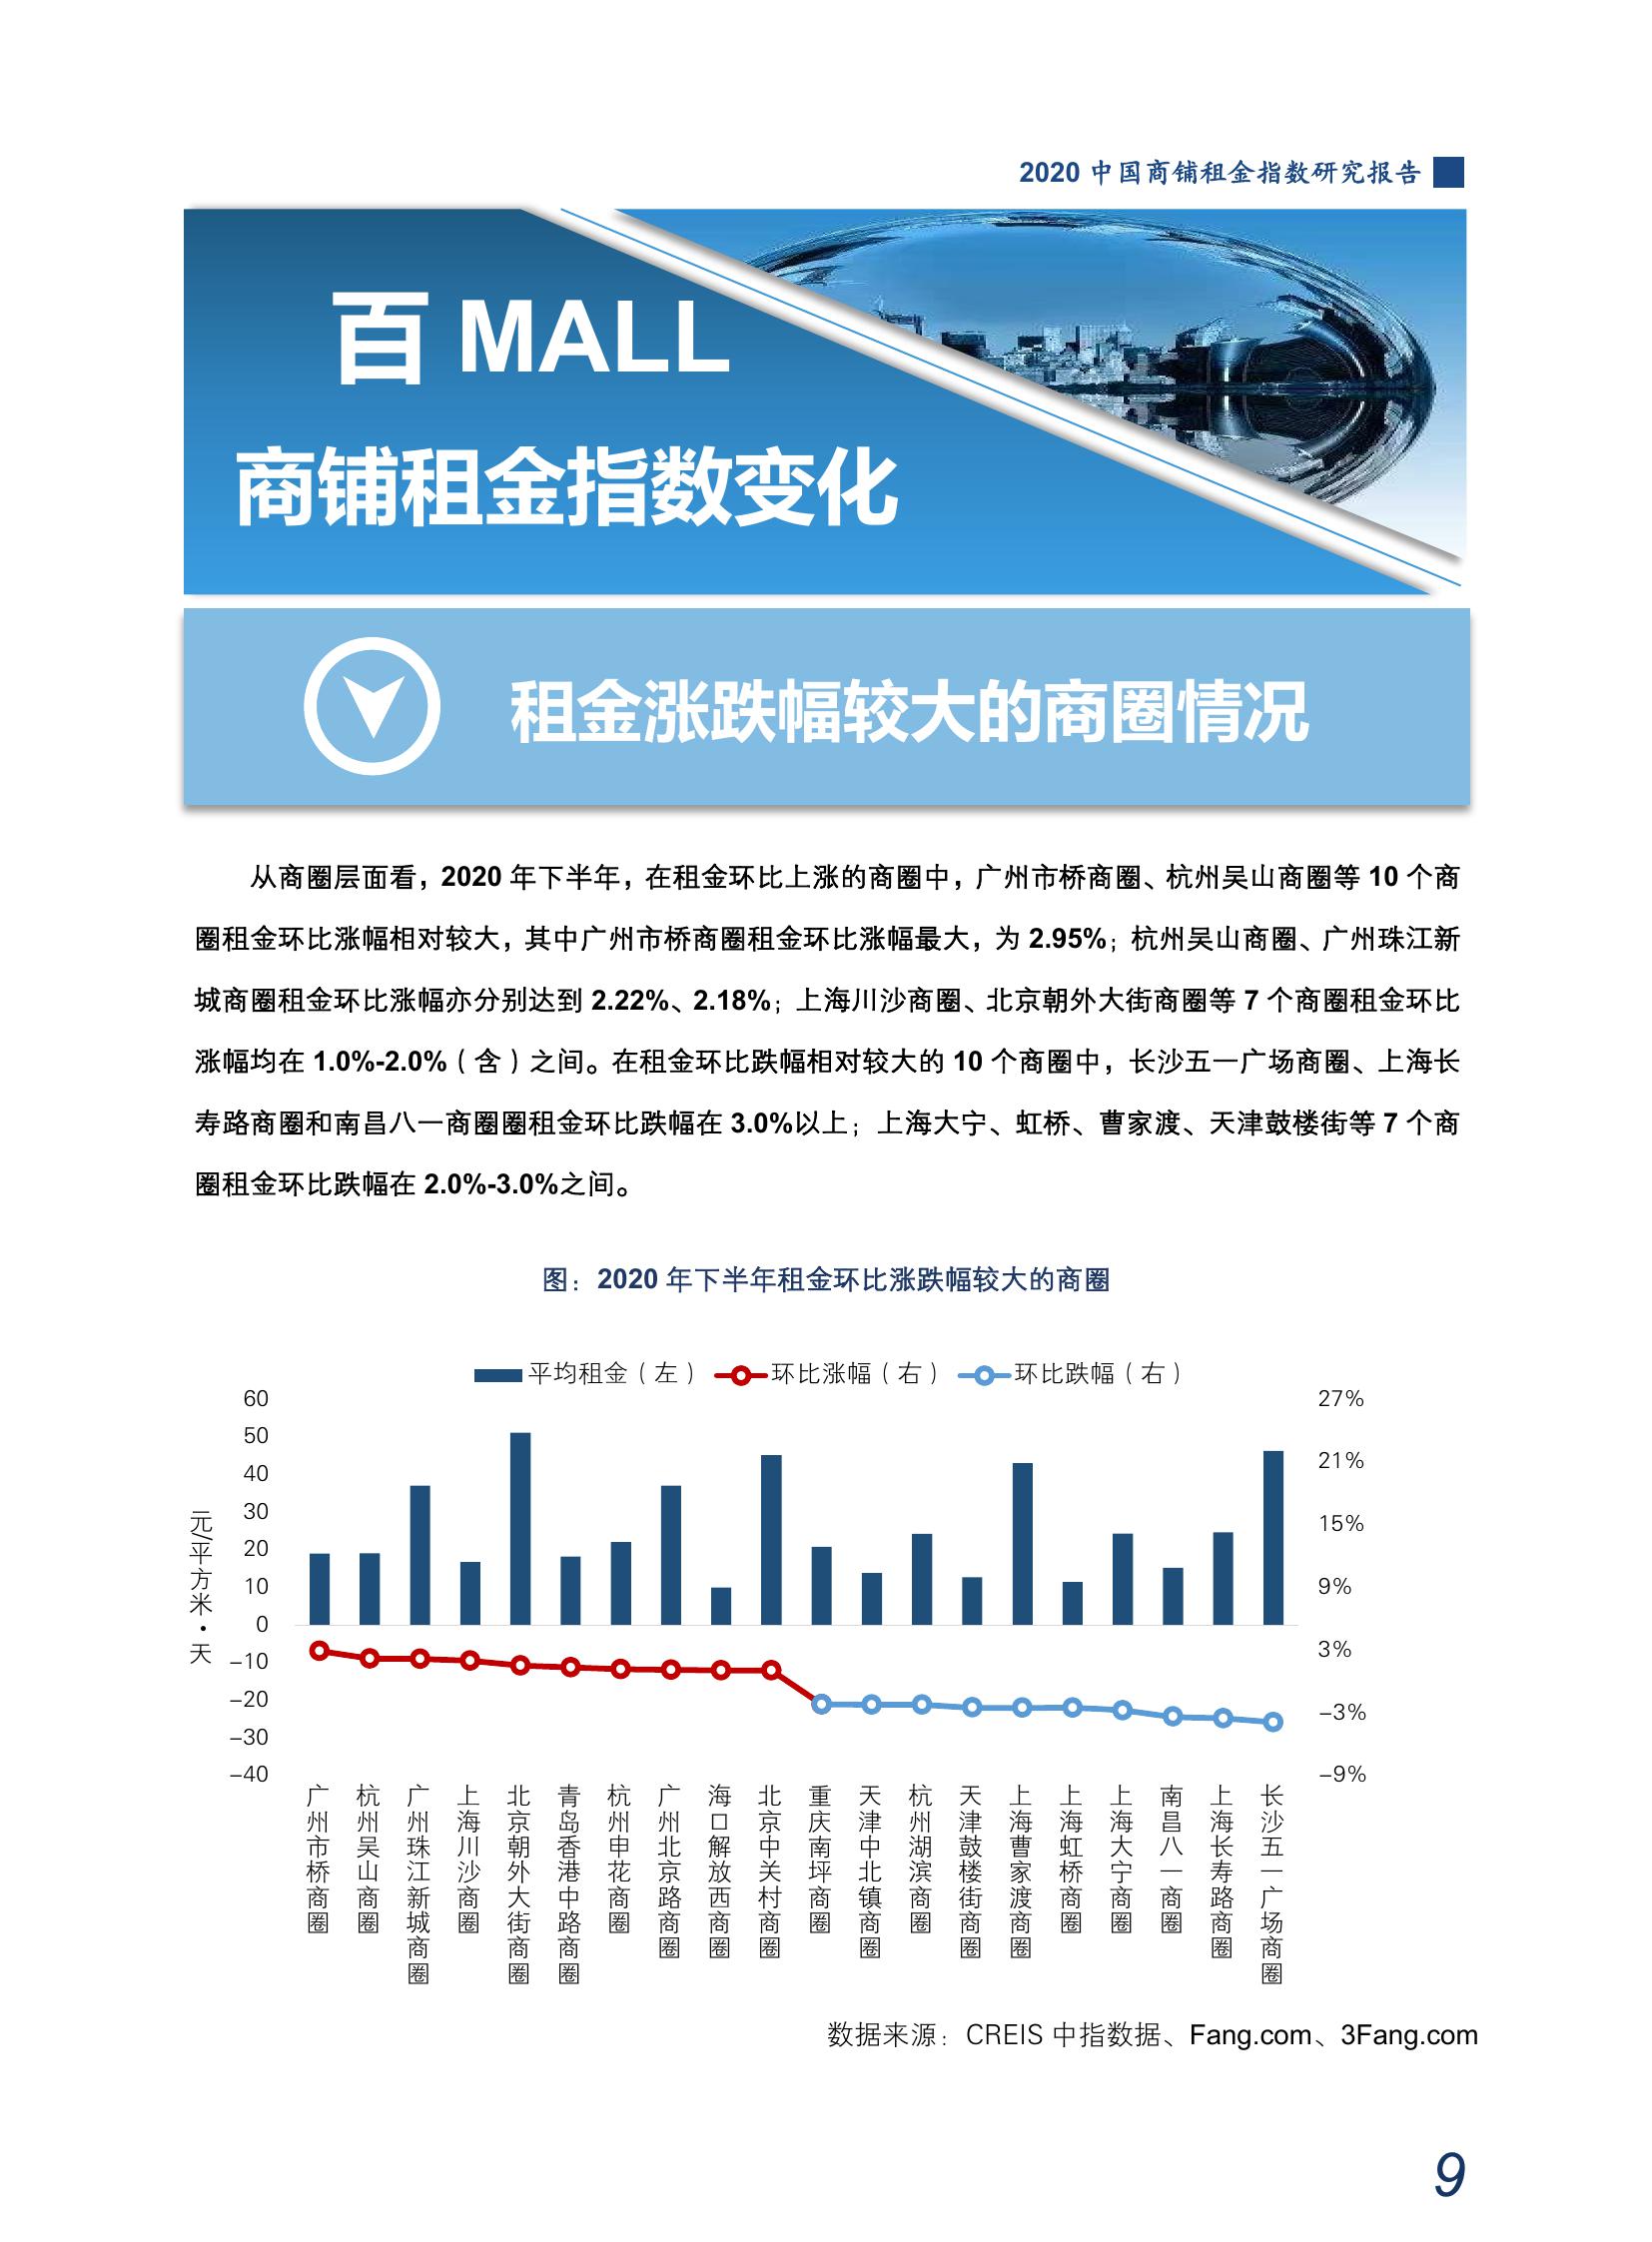 2020 中国商铺租金指数研究报告
百 MALL
商铺租金指数变化
租金涨跌幅较大的商圈情况
从商圈层面看，2020 年下半年，在租金环比上涨的商圈中，广州市桥商圈、杭州吴山商圈等 10 个商
圈租金环比涨幅相对较大，其中广州市桥商圈租金环比涨幅最大，为 2.95%；杭州吴山商圈、广州珠江新
城商圈租金环比涨幅亦分别达到 2.22%、2.18%；上海川沙商圈、北京朝外大街商圈等 7 个商圈租金环比
涨幅均在 1.0%-2.0%（含）之间。在租金环比跌幅相对较大的 10 个商圈中，长沙五一广场商圈、上海长
寿路商圈和南昌八一商圈圈租金环比跌幅在 3.0%以上；上海大宁、虹桥、曹家渡、天津鼓楼街等 7 个商
圈租金环比跌幅在 2.0%-3.0%之间。
图：2020 年下半年租金环比涨跌幅较大的商圈
平均租金（左） 环比涨幅（右） 环比跌幅（右）
元/平方米·天
60
50
40
30
20
10
0
−10
−20
−30
−40
27%
21%
15%
9%
3%
−3%
−9%
广州市桥商圈
杭州吴山商圈
广州珠江新城商圈
上海川沙商圈
北京朝外大街商圈
青岛香港中路商圈
杭州申花商圈
广州北京路商圈
海口解放西商圈
北京中关村商圈
重庆南坪商圈
天津中北镇商圈
杭州湖滨商圈
天津鼓楼街商圈
上海曹家渡商圈
上海虹桥商圈
上海大宁商圈
南昌八一商圈
上海长寿路商圈
长沙五一广场商圈
数据来源：CREIS 中指数据、Fang.com、3Fang.com
9